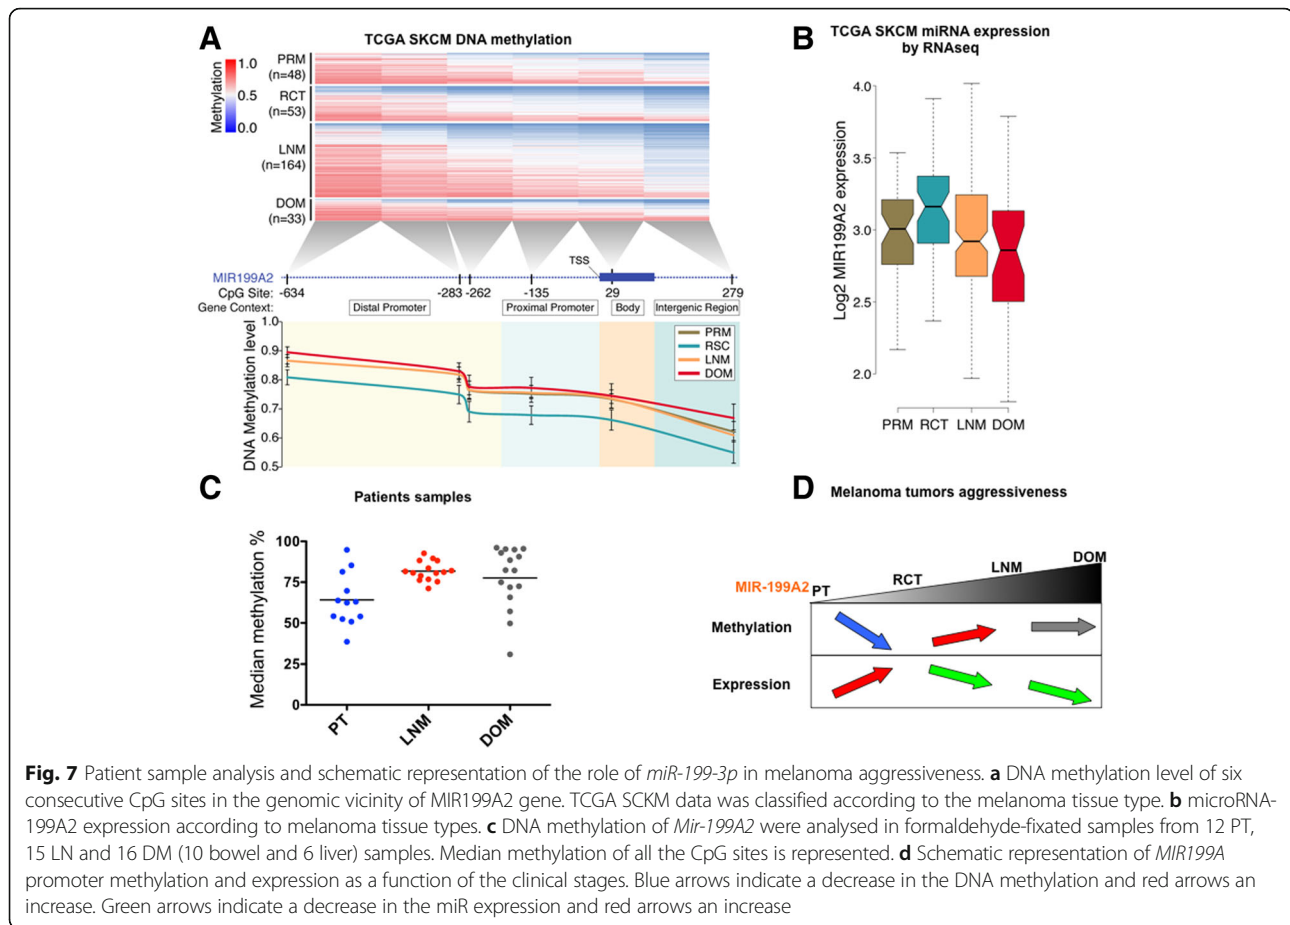 A
TCGA SKCM DNA methylation
Methylation
1.0
0.5
0.0
PRM
(n=48)
RCT
(n=53)
LNM
(n=164)
DOM
(n=33)
TSS
MIR199A2
CpG Site:
-634
-283
-262
-135
29
279
Gene Context:
Distal Promoter
Proximal Promoter
Body
Intergenic Region
DNA Methylation level
1.0
0.9
0.8
0.7
0.6
0.5
PRM
RSC
LNM
DOM
B
TCGA SKCM miRNA expression
by RNAseq
Log2 MIR199A2 expression
4.0
3.5
3.0
2.5
2.0
PRM RCT LNM DOM
C
Patients samples
Median methylation %
100
75
50
25
0
PT
LNM
DOM
D
Melanoma tumors aggressiveness
MIR-199A2
PT
RCT
LNM
DOM
Methylation
Expression
Fig. 7 Patient sample analysis and schematic representation of the role of miR-199-3p in melanoma aggressiveness. a DNA methylation level of six
consecutive CpG sites in the genomic vicinity of MIR199A2 gene. TCGA SCKM data was classified according to the melanoma tissue type. b microRNA-
199A2 expression according to melanoma tissue types. c DNA methylation of Mir-199A2 were analysed in formaldehyde-fixated samples from 12 PT,
15 LN and 16 DM (10 bowel and 6 liver) samples. Median methylation of all the CpG sites is represented. d Schematic representation of MIR199A
promoter methylation and expression as a function of the clinical stages. Blue arrows indicate a decrease in the DNA methylation and red arrows an
increase. Green arrows indicate a decrease in the miR expression and red arrows an increase